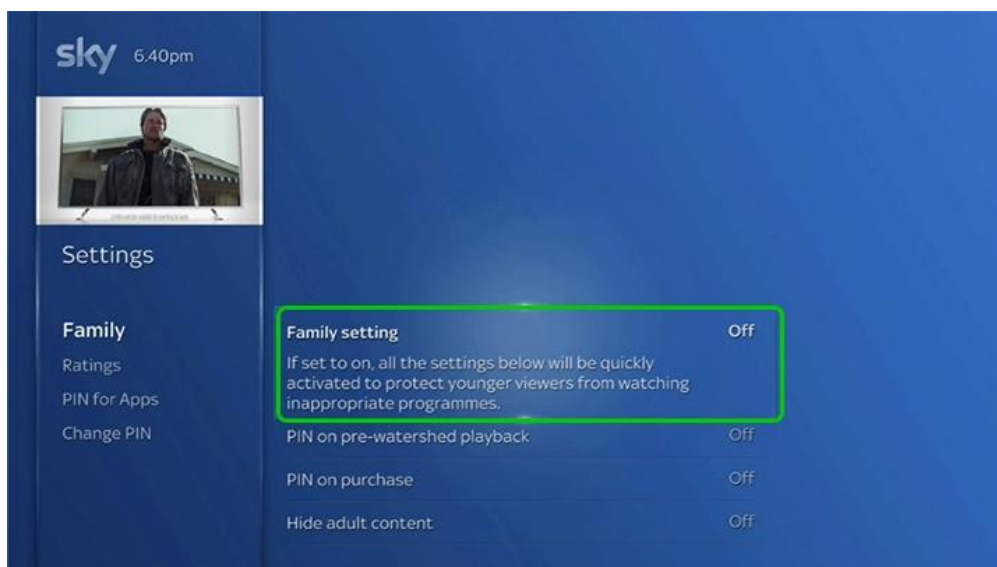 sky 6.40pm
Settings
Family
Ratings
PIN for Apps
Change PIN
Family setting Off
If set to on, all the settings below will be quickly
activated to protect younger viewers from watching
inappropriate programmes.
PIN on pre-watershed playback Off
PIN on purchase Off
Hide adult content Off